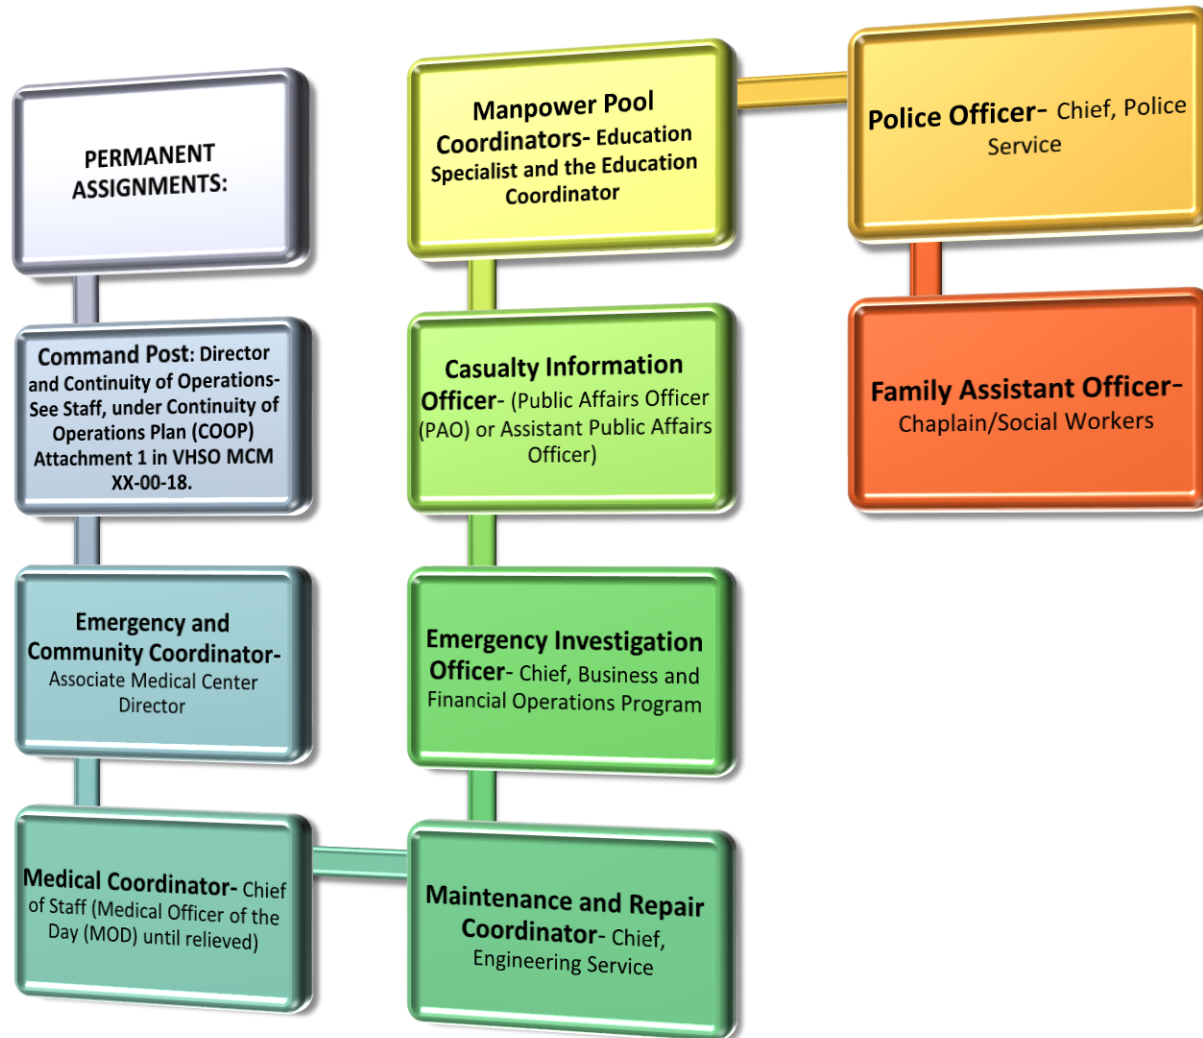 PERMANENT
ASSIGNMENTS:
Command Post: Director
and Continuity of Operations-
See Staff, under Continuity of
Operations Plan (COOP)
Attachment 1 in VHSO MCM
XX-00-18.
Emergency and
Community Coordinator-
Associate Medical Center
Director
Medical Coordinator- Chief
of Staff (Medical Officer of the
Day (MOD) until relieved)
Maintenance and Repair
Coordinator- Chief,
Engineering Service
Emergency Investigation
Officer- Chief, Business and
Financial Operations Program
Casualty Information
Officer- (Public Affairs Officer
(PAO) or Assistant Public Affairs
Officer)
Manpower Pool
Coordinators- Education
Specialist and the Education
Coordinator
Police Officer- Chief, Police
Service
Family Assistant Officer-
Chaplain/Social Workers